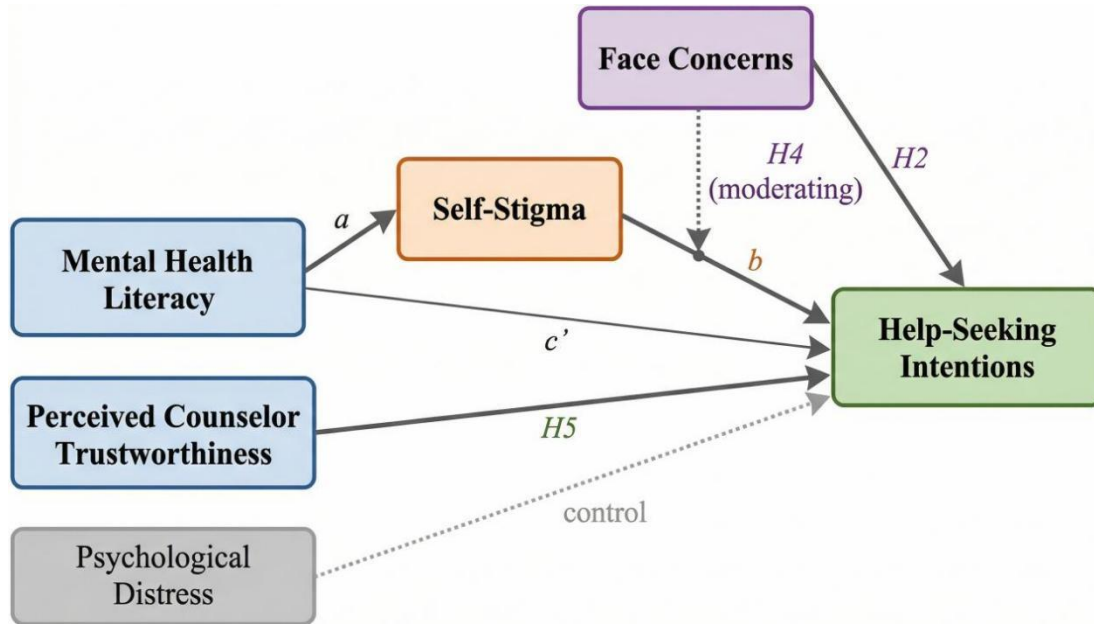 Face Concerns
H4
(moderating)
H2
Self-Stigma
a
b
Mental Health
Literacy
c’
Help-Seeking
Intentions
Perceived Counselor
Trustworthiness
H5
control
Psychological
Distress